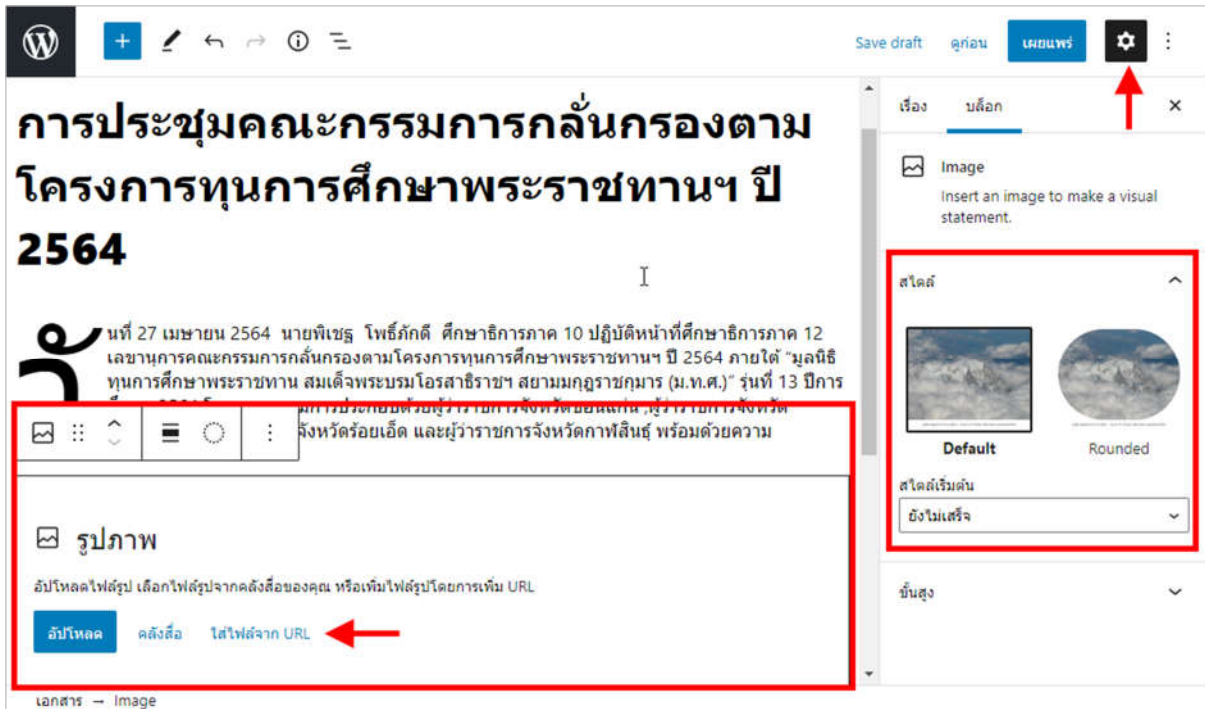 Save draft ดูก่อน เผยแพร่
การประชุมคณะกรรมการกลั่นกรองตาม
โครงการทุนการศึกษาพระราชทานฯ ปี
2564
วันที่ 27 เมษายน 2564 นายพิเชฐ โพธิ์ภักดี ศึกษาธิการภาค 10 ปฏิบัติหน้าที่ศึกษาธิการภาค 12
เลขานุการคณะกรรมการกลั่นกรองตามโครงการทุนการศึกษาพระราชทานฯ ปี 2564 ภายใต้ “มูลนิธิ
ทุนการศึกษาพระราชทาน สมเด็จพระบรมโอรสาธิราชฯ สยามมกุฎราชกุมาร (ม.ท.ศ.)” รุ่นที่ 13 ปีการ
จังหวัดร้อยเอ็ด และผู้ว่าราชการจังหวัดกาฬสินธุ์ พร้อมด้วยความ
รูปภาพ
อัปโหลดไฟล์รูป เลือกไฟล์รูปจากคลังสื่อของคุณ หรือเพิ่มไฟล์รูปโดยการเพิ่ม URL
อัปโหลด คลังสื่อ ใส่ไฟล์จาก URL
เอกสาร → Image
เรื่อง บล็อก
Image
Insert an image to make a visual
statement.
สไตล์
Default Rounded
สไตล์เริ่มต้น
ยังไม่เสร็จ
ขั้นสูง